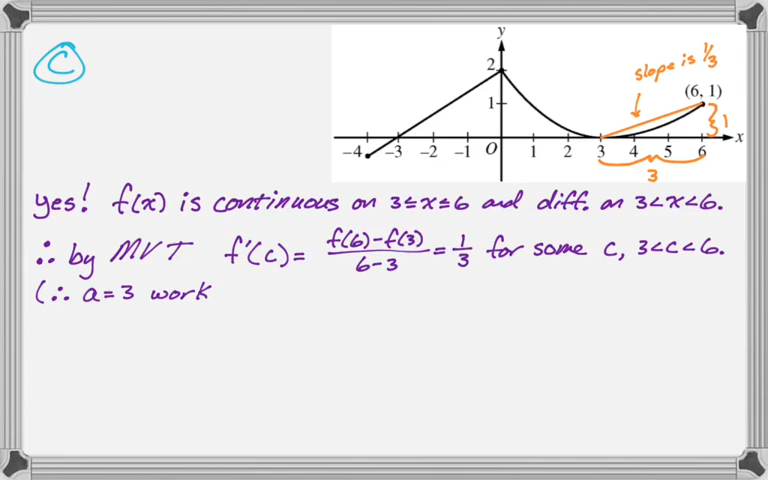 C
y
2
1
slope is 1/3
(6, 1)
1
x
-4 -3 -2 -1 O 1 2 3 4 5 6
3
yes! f(x) is continuous on 3≤x≤6 and diff. on 3<x<6.
∴ by MVT f'(c) = (f(6)-f(3))/(6-3) = 1/3 for some c, 3<c<6.
(∴ a=3 work